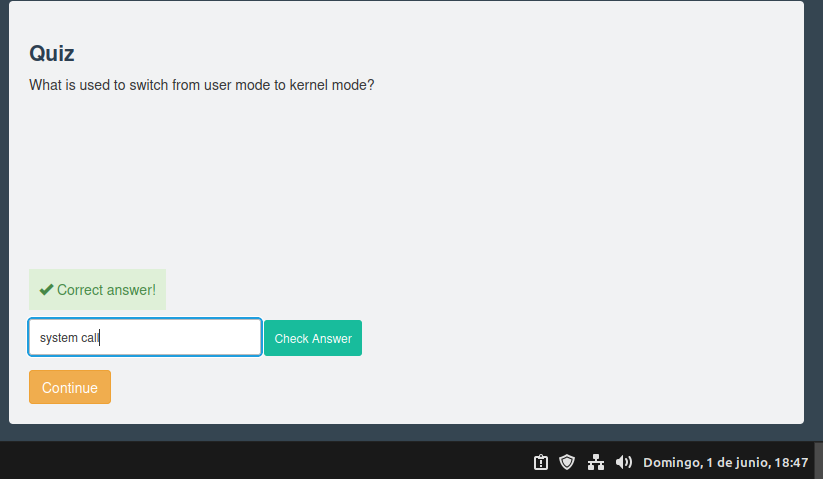 Quiz
What is used to switch from user mode to kernel mode?
Correct answer!
system call
Check Answer
Continue
Domingo, 1 de junio, 18:47